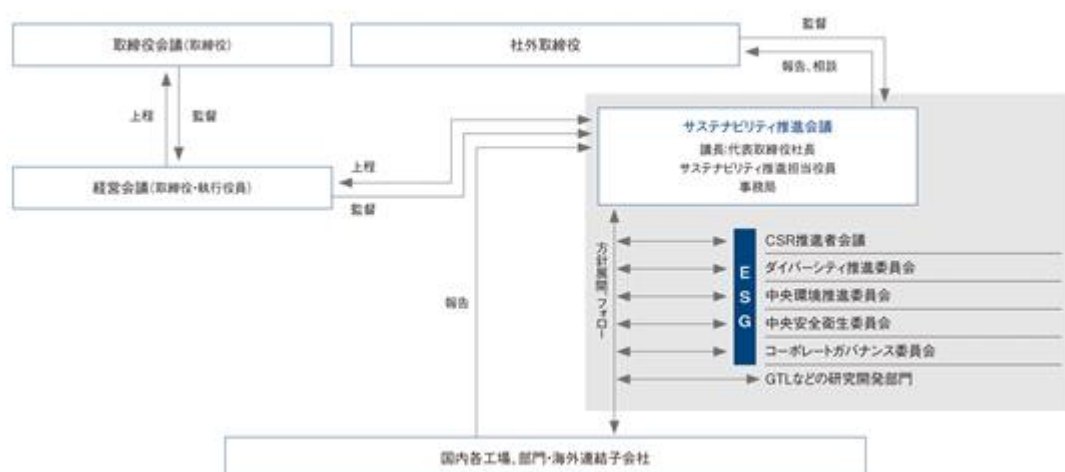 取締役会議(取締役)
社外取締役
監督
報告、相談
上程
監督
サステナビリティ推進会議
議長:代表取締役社長
サステナビリティ推進担当役員
事務局
経営会議(取締役・執行役員)
上程
監督
報告
方針展開、フォロー
ESG
CSR推進者会議
ダイバーシティ推進委員会
中央環境推進委員会
中央安全衛生委員会
コーポレートガバナンス委員会
GTLなどの研究開発部門
国内各工場、部門・海外連結子会社